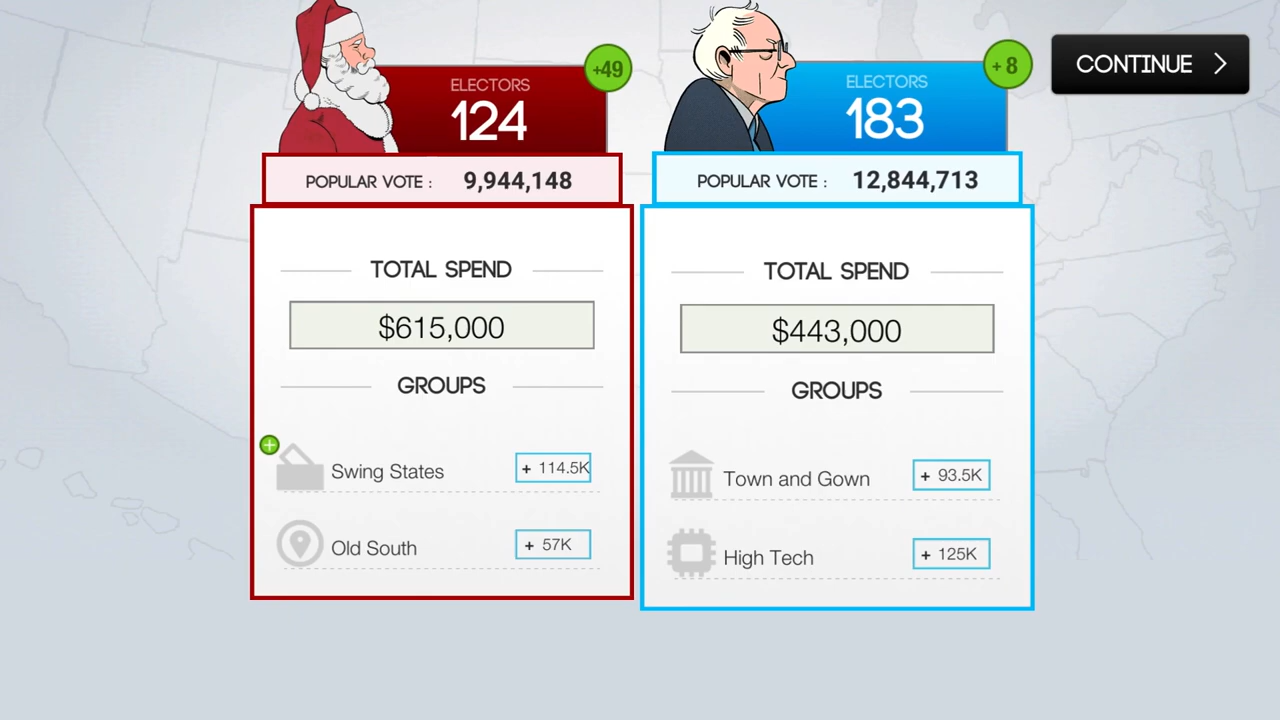 ELECTORS
124
+49
POPULAR VOTE : 9,944,148
TOTAL SPEND
$615,000
GROUPS
Swing States + 114.5K
Old South + 57K
ELECTORS
183
+ 8
POPULAR VOTE : 12,844,713
TOTAL SPEND
$443,000
GROUPS
Town and Gown + 93.5K
High Tech + 125K
CONTINUE